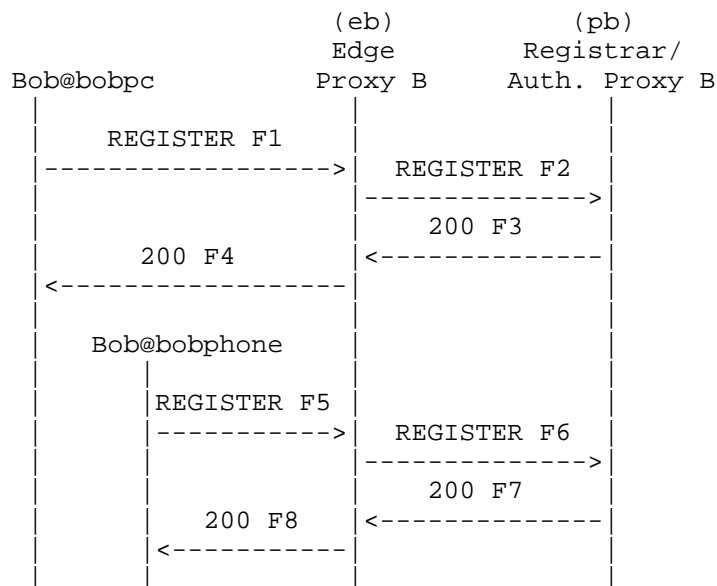 (eb) (pb)
Edge Registrar/
Bob@bobpc Proxy B Auth. Proxy B
REGISTER F1
REGISTER F2
200 F3
200 F4
Bob@bobphone
REGISTER F5
REGISTER F6
200 F7
200 F8